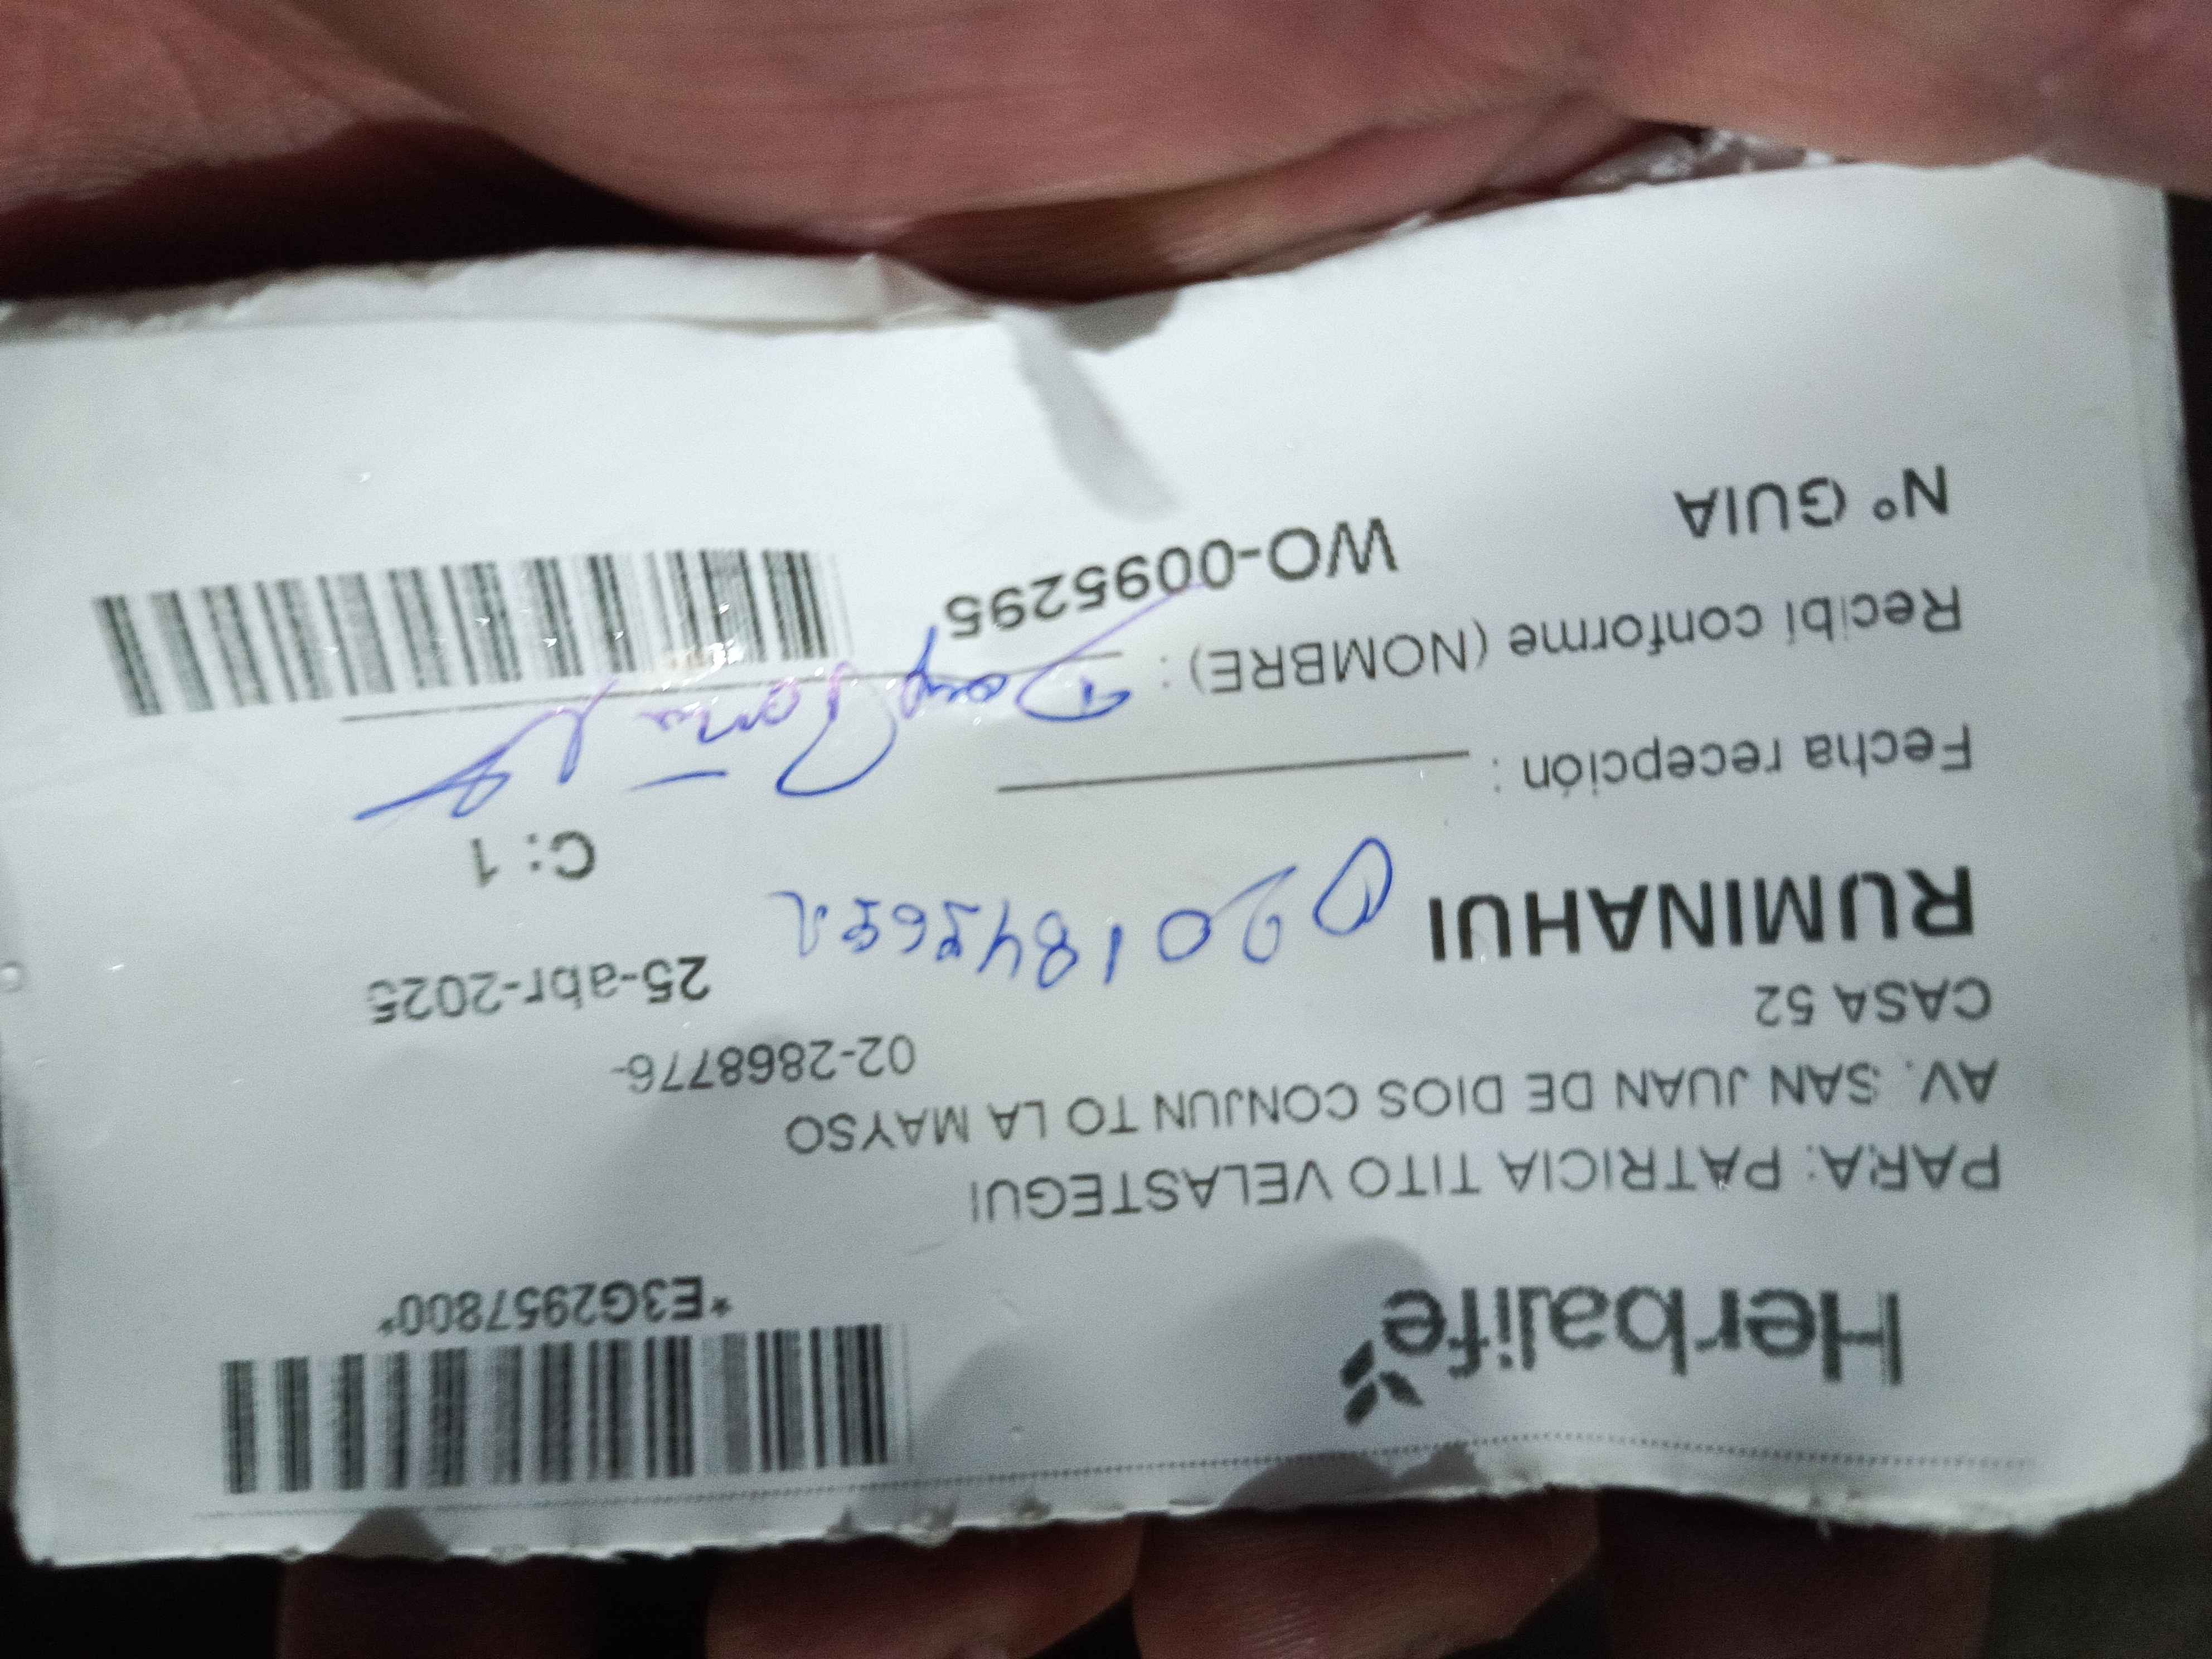 Herbalife
*E3G2957800*
PARA: PATRICIA TITO VELASTEGUI
AV. SAN JUAN DE DIOS CONJUN TO LA MAYSO
02-2868776-
CASA 52
25-abr-2025
RUMINAHUI
C: 1
Fecha recepción :
Recibi conforme (NOMBRE) :
WO-0095295
N° GUIA